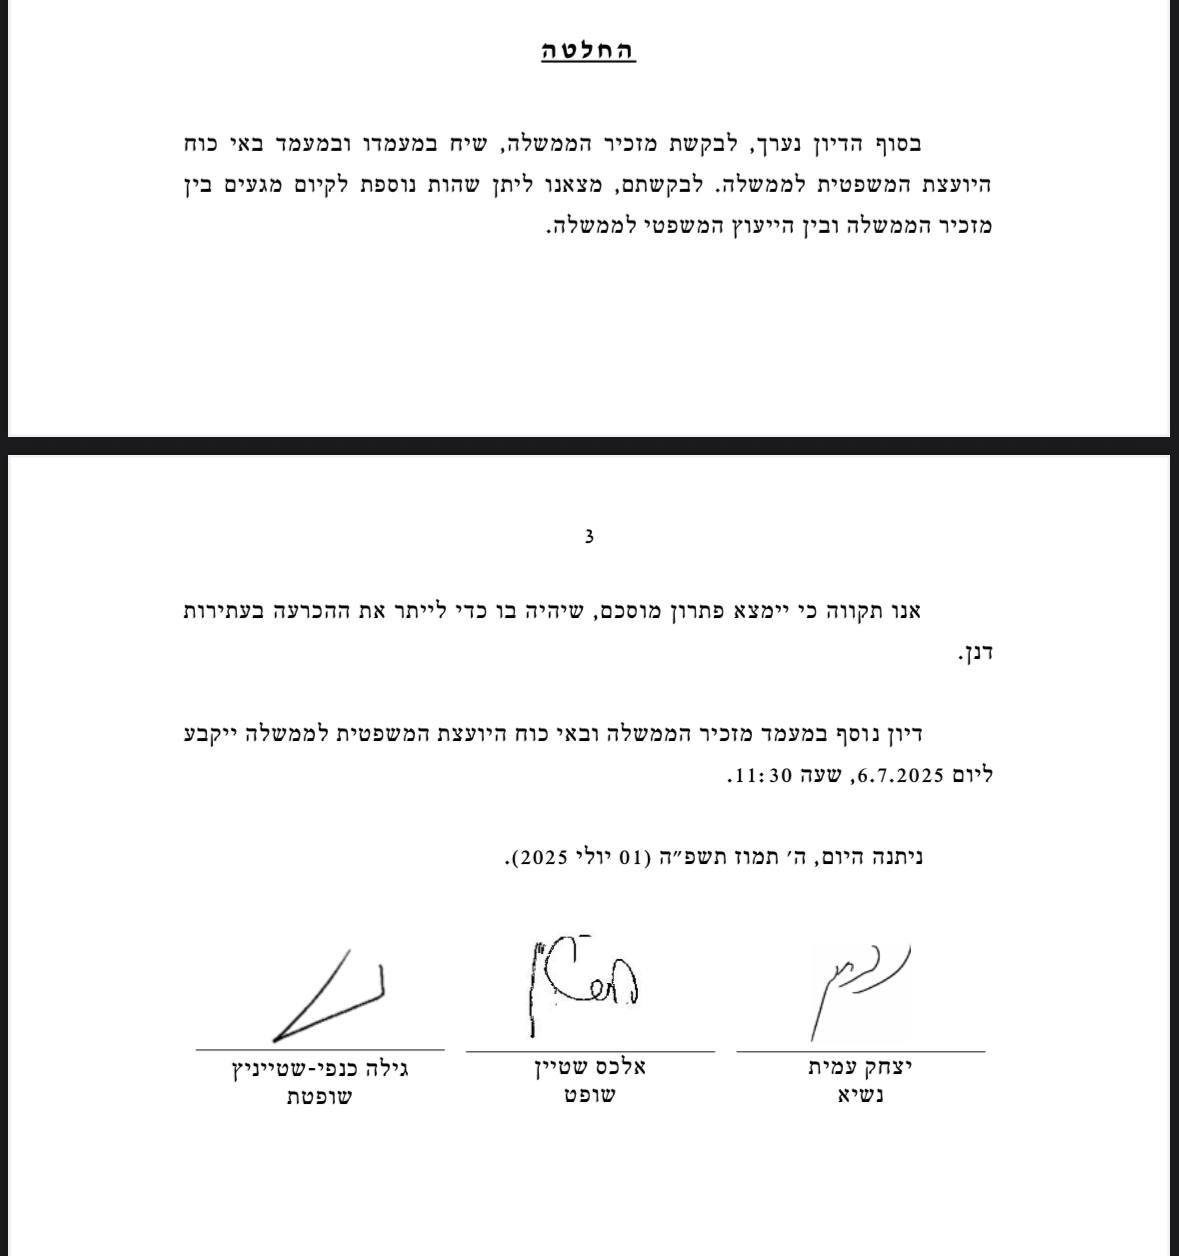 החלטה
בסוף הדיון נערך, לבקשת מזכיר הממשלה, שיח במעמדו ובמעמד באי כוח
היועצת המשפטית לממשלה. לבקשתם, מצאנו ליתן שהות נוספת לקיום מגעים בין
מזכיר הממשלה ובין הייעוץ המשפטי לממשלה.
3
אנו תקווה כי יימצא פתרון מוסכם, שיהיה בו כדי לייתר את ההכרעה בעתירות
דנן.
דיון נוסף במעמד מזכיר הממשלה ובאי כוח היועצת המשפטית לממשלה ייקבע
ליום 6.7.2025, שעה 11:30.
ניתנה היום, ה' תמוז תשפ"ה (01 יולי 2025).
יצחק עמית אלכס שטיין גילה כנפי-שטייניץ
נשיא שופט שופטת